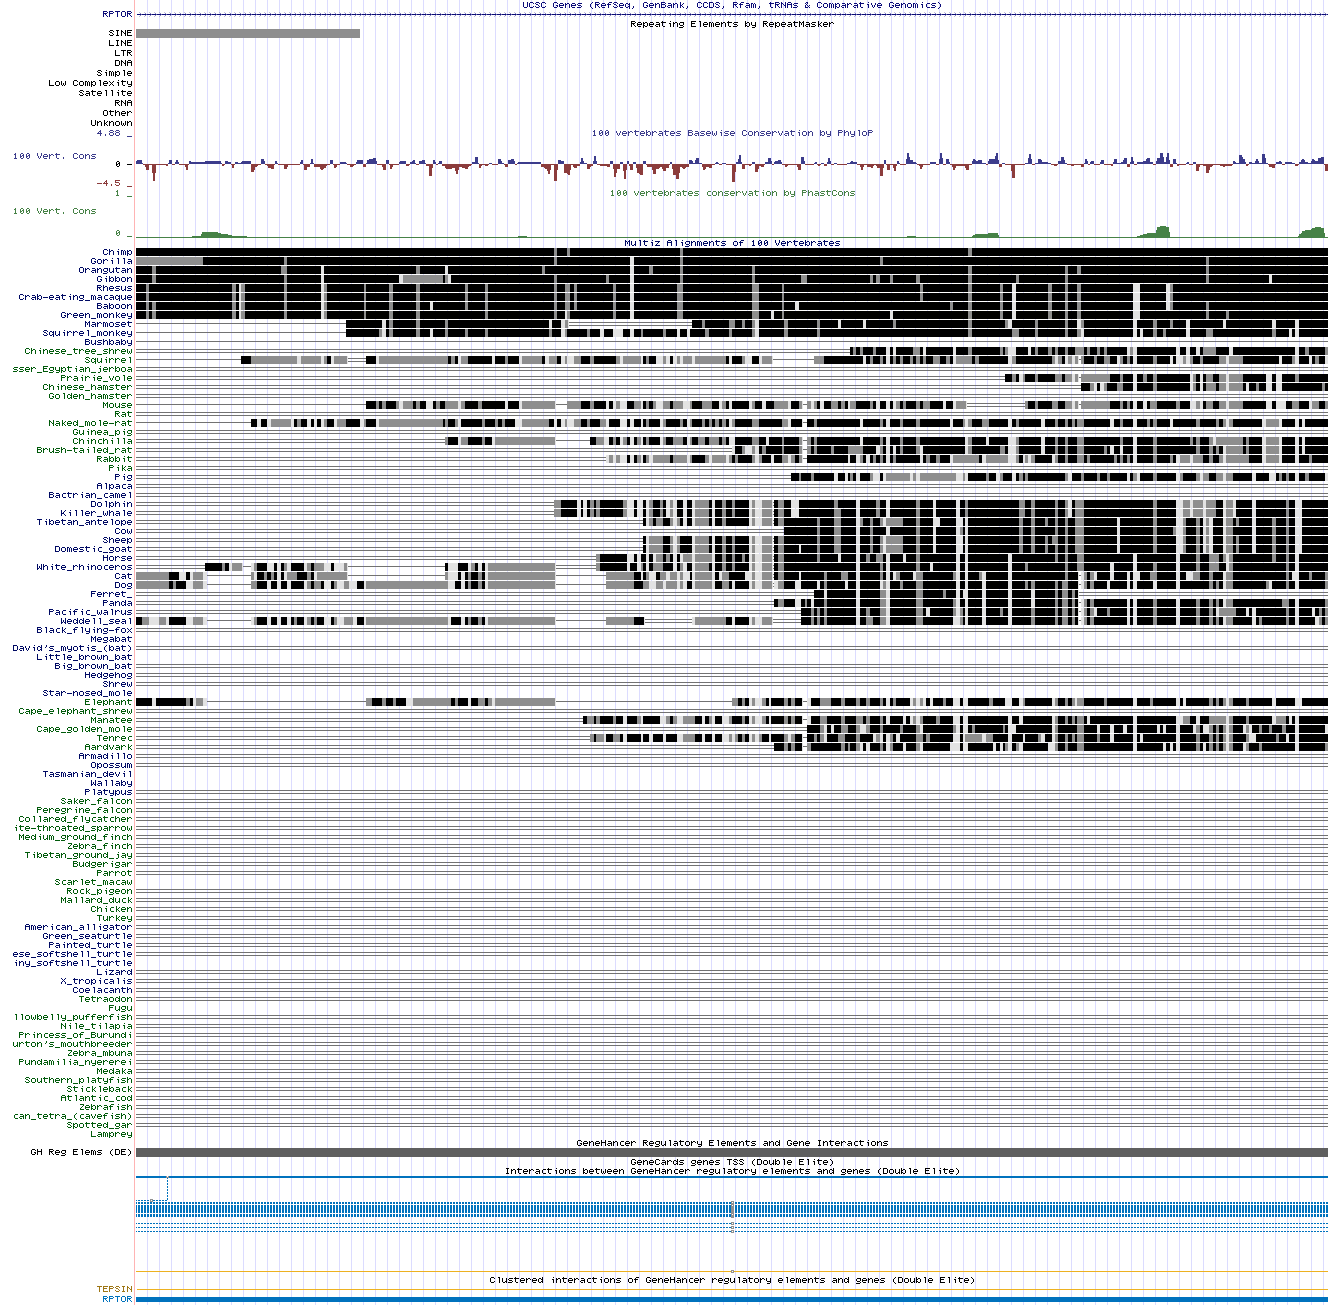 UCSC Genes (RefSeq, GenBank, CCDS, Rfam, tRNAs & Comparative Genomics)
RPTOR
Repeating Elements by RepeatMasker
SINE
LINE
LTR
DNA
Simple
Low Complexity
Satellite
RNA
Other
Unknown
4.88 _
100 vertebrates Basewise Conservation by PhyloP
100 Vert. Cons
0 -
-4.5 _
1 _
100 vertebrates conservation by PhastCons
100 Vert. Cons
0 _
Multiz Alignments of 100 Vertebrates
Chimp
Gorilla
Orangutan
Gibbon
Rhesus
Crab-eating_macaque
Baboon
Green_monkey
Marmoset
Squirrel_monkey
Bushbaby
Chinese_tree_shrew
Squirrel
sser_Egyptian_jerboa
Prairie_vole
Chinese_hamster
Golden_hamster
Mouse
Rat
Naked_mole-rat
Guinea_pig
Chinchilla
Brush-tailed_rat
Rabbit
Pika
Pig
Alpaca
Bactrian_camel
Dolphin
Killer_whale
Tibetan_antelope
Cow
Sheep
Domestic_goat
Horse
White_rhinoceros
Cat
Dog
Ferret_
Panda
Pacific_walrus
Weddell_seal
Black_flying-fox
Megabat
David's_myotis_(bat)
Little_brown_bat
Big_brown_bat
Hedgehog
Shrew
Star-nosed_mole
Elephant
Cape_elephant_shrew
Manatee
Cape_golden_mole
Tenrec
Aardvark
Armadillo
Opossum
Tasmanian_devil
Wallaby
Platypus
Saker_falcon
Peregrine_falcon
Collared_flycatcher
ite-throated_sparrow
Medium_ground_finch
Zebra_finch
Tibetan_ground_jay
Budgerigar
Parrot
Scarlet_macaw
Rock_pigeon
Mallard_duck
Chicken
Turkey
American_alligator
Green_seaturtle
Painted_turtle
ese_softshell_turtle
iny_softshell_turtle
Lizard
X_tropicalis
Coelacanth
Tetraodon
Fugu
llowbelly_pufferfish
Nile_tilapia
Princess_of_Burundi
urton's_mouthbreeder
Zebra_mbuna
Pundamilia_nyererei
Medaka
Southern_platyfish
Stickleback
Atlantic_cod
Zebrafish
can_tetra_(cavefish)
Spotted_gar
Lamprey
GeneHancer Regulatory Elements and Gene Interactions
GH Reg Elems (DE)
GeneCards genes TSS (Double Elite)
Interactions between GeneHancer regulatory elements and genes (Double Elite)
Clustered interactions of GeneHancer regulatory elements and genes (Double Elite)
TEPSIN
RPTOR